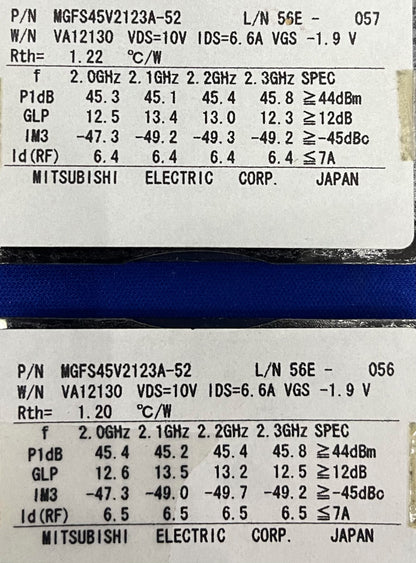 P/N MGFS45V2123A-52 L/N 56E - 057
W/N VA12130 VDS=10V IDS=6.6A VGS -1.9 V
Rth= 1.22 ℃/W
f 2.0GHz 2.1GHz 2.2GHz 2.3GHz SPEC
P1dB 45.3 45.1 45.4 45.8 ≧44dBm
GLP 12.5 13.4 13.0 12.3 ≧12dB
IM3 -47.3 -49.2 -49.3 -49.2 ≧-45dBc
Id(RF) 6.4 6.4 6.4 6.4 ≦7A
MITSUBISHI ELECTRIC CORP. JAPAN
P/N MGFS45V2123A-52 L/N 56E - 056
W/N VA12130 VDS=10V IDS=6.6A VGS -1.9 V
Rth= 1.20 ℃/W
f 2.0GHz 2.1GHz 2.2GHz 2.3GHz SPEC
P1dB 45.4 45.2 45.4 45.8 ≧44dBm
GLP 12.6 13.5 13.2 12.5 ≧12dB
IM3 -47.3 -49.0 -49.7 -49.2 ≧-45dBc
Id(RF) 6.5 6.5 6.5 6.5 ≦7A
MITSUBISHI ELECTRIC CORP. JAPAN